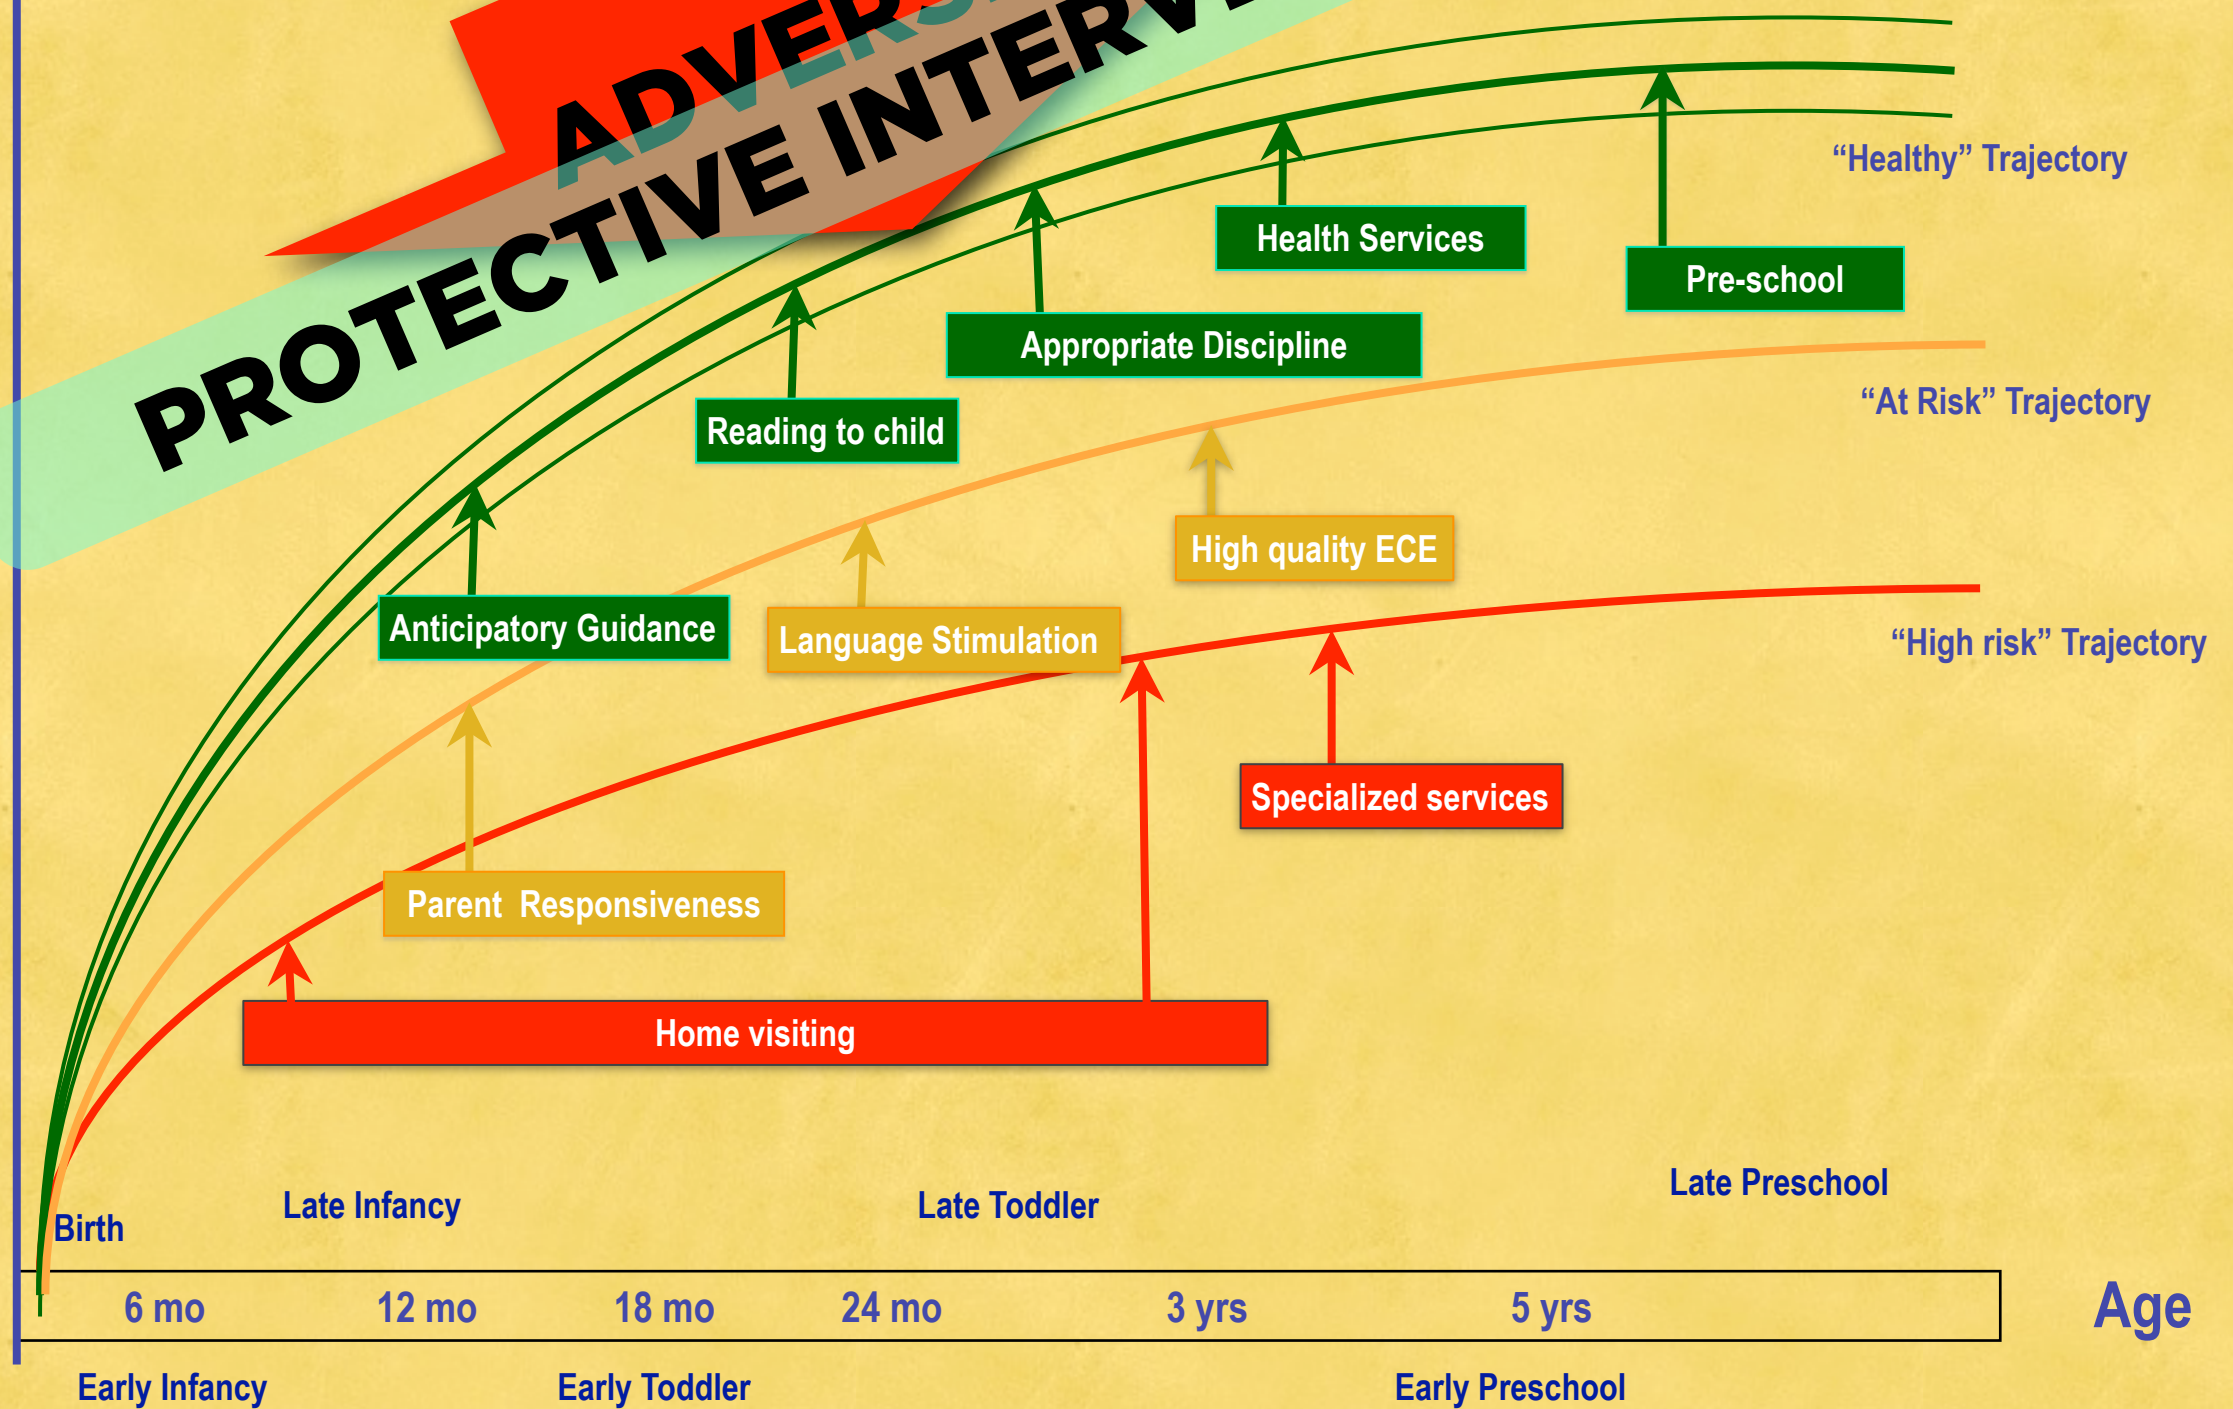 PROTECTIVE
“Healthy” Trajectory
Health Services
Pre-school
Appropriate Discipline
“At Risk” Trajectory
Reading to child
High quality ECE
Anticipatory Guidance
Language Stimulation
“High risk” Trajectory
Specialized services
Parent Responsiveness
Home visiting
Late Preschool
Late Infancy
Late Toddler
Birth
6 mo 12 mo 18 mo 24 mo 3 yrs 5 yrs
Age
Early Infancy
Early Toddler
Early Preschool